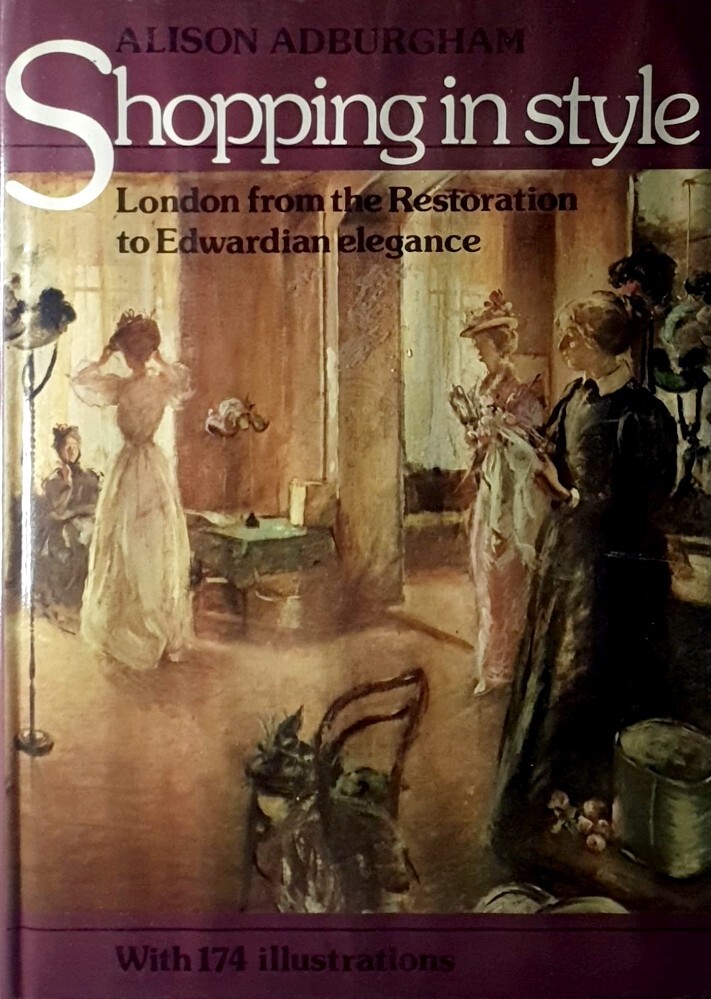 ALISON ADBURGHAM
Shopping in style
London from the Restoration
to Edwardian elegance
With 174 illustrations